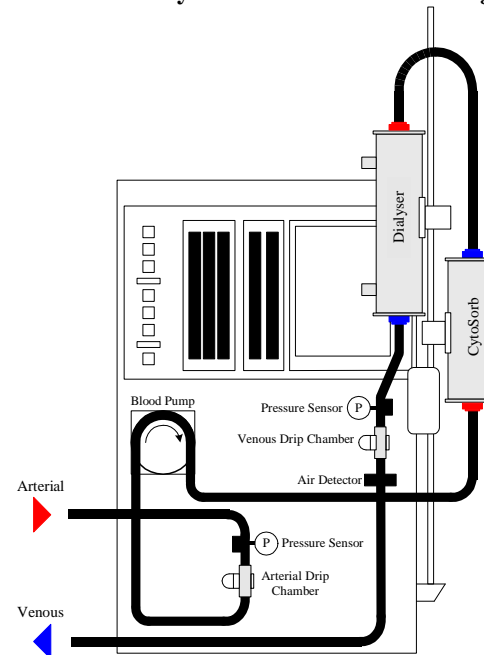 Dialyser
CytoSorb
Blood Pump
Pressure Sensor
P
Venous Drip Chamber
Air Detector
Arterial
P
Pressure Sensor
Arterial Drip
Chamber
Venous